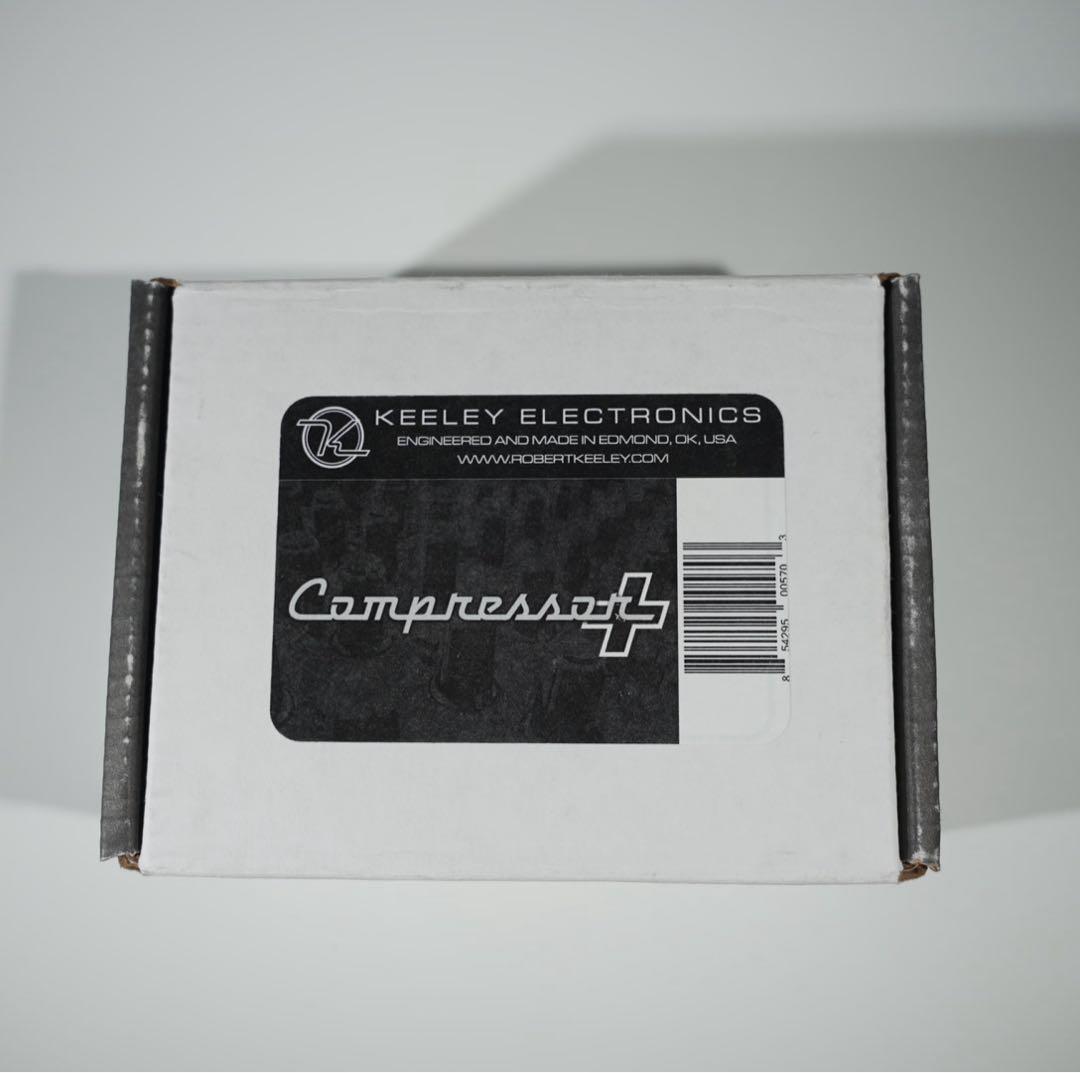 K
KEELEY ELECTRONICS
ENGINEERED AND MADE IN EDMOND, OK, USA
WWW.ROBERTKEELEY.COM
Compressor+
8 54295 00570 3